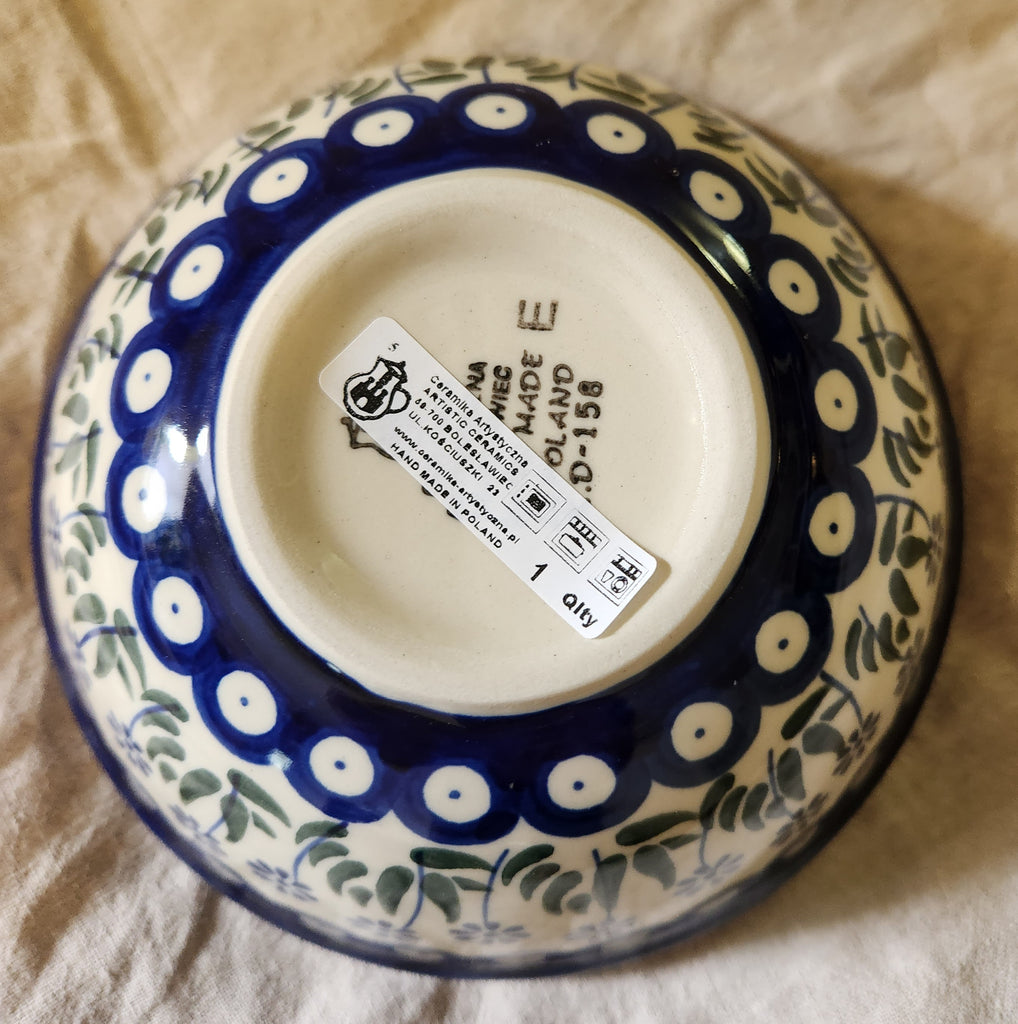 E
NA
WIEC
MADE
OLAND
.D-158
S
Ceramika Artystyczna
ARTISTIC CERAMICS
59-700 BOLESŁAWIEC
UL.KOŚCIUSZKI 23
www.ceramika-artystyczna.pl
HAND MADE IN POLAND
1
Qlty